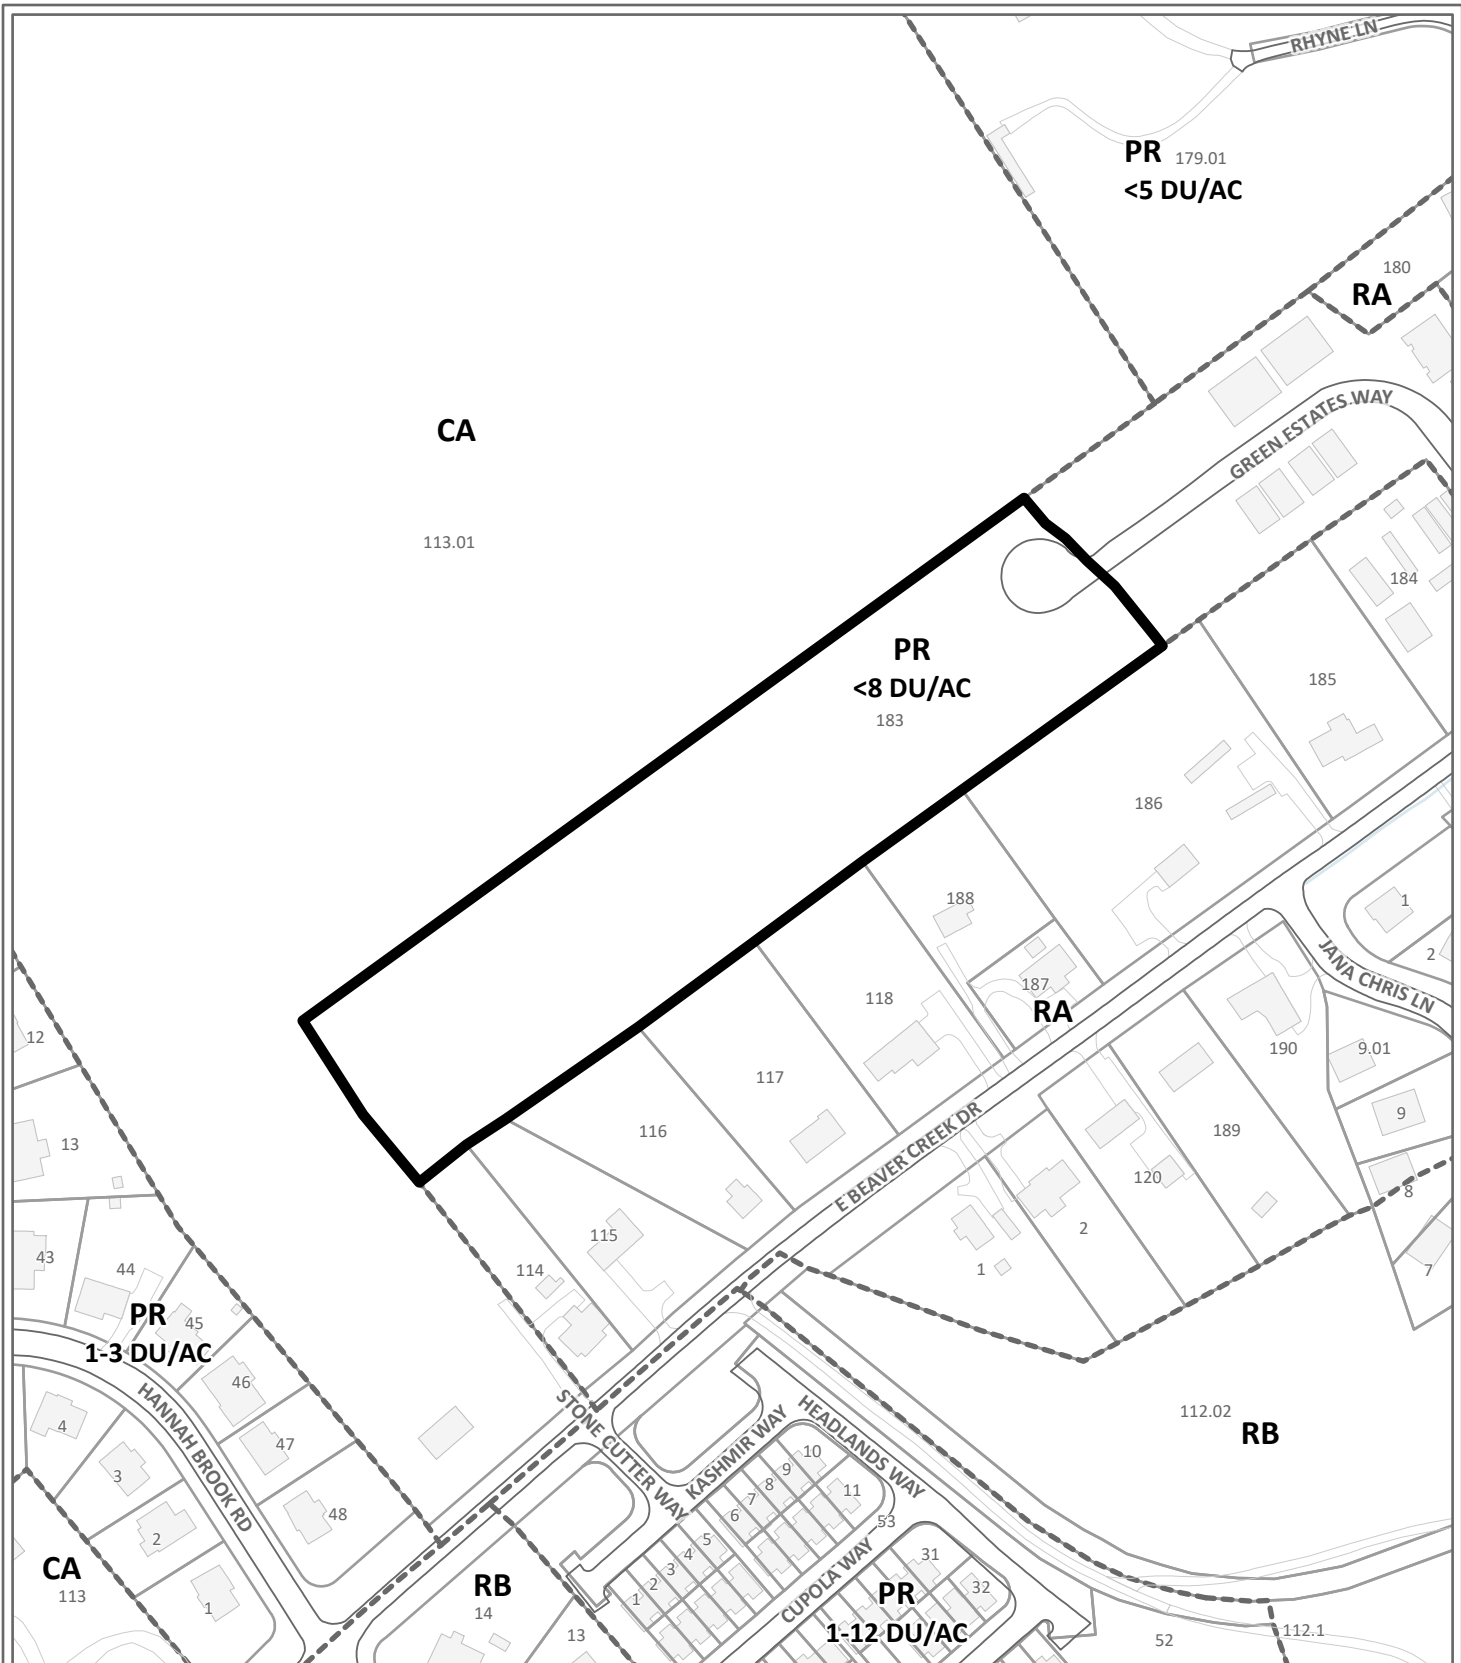 RHYNE LN
PR 179.01
<5 DU/AC
180
RA
GREEN ESTATES WAY
CA
113.01
184
PR
<8 DU/AC
183
185
186
188
1
2
JANA CHRIS LN
187
RA
118
12
190
9.01
117
9
116
E BEAVER CREEK DR
189
13
120
8
115
2
43
44
114
1
7
PR
45
1-3 DU/AC
46
HANNAH BROOK RD
STONE CUTTER WAY
KASHMIR WAY
HEADLANDS WAY
112.02
RB
4
47
10
9
3
8
11
7
48
6
53
2
5
4
CUPOLA WAY
31
CA
113
3
RB
14
2
32
1
1
PR
1-12 DU/AC
13
52
112.1